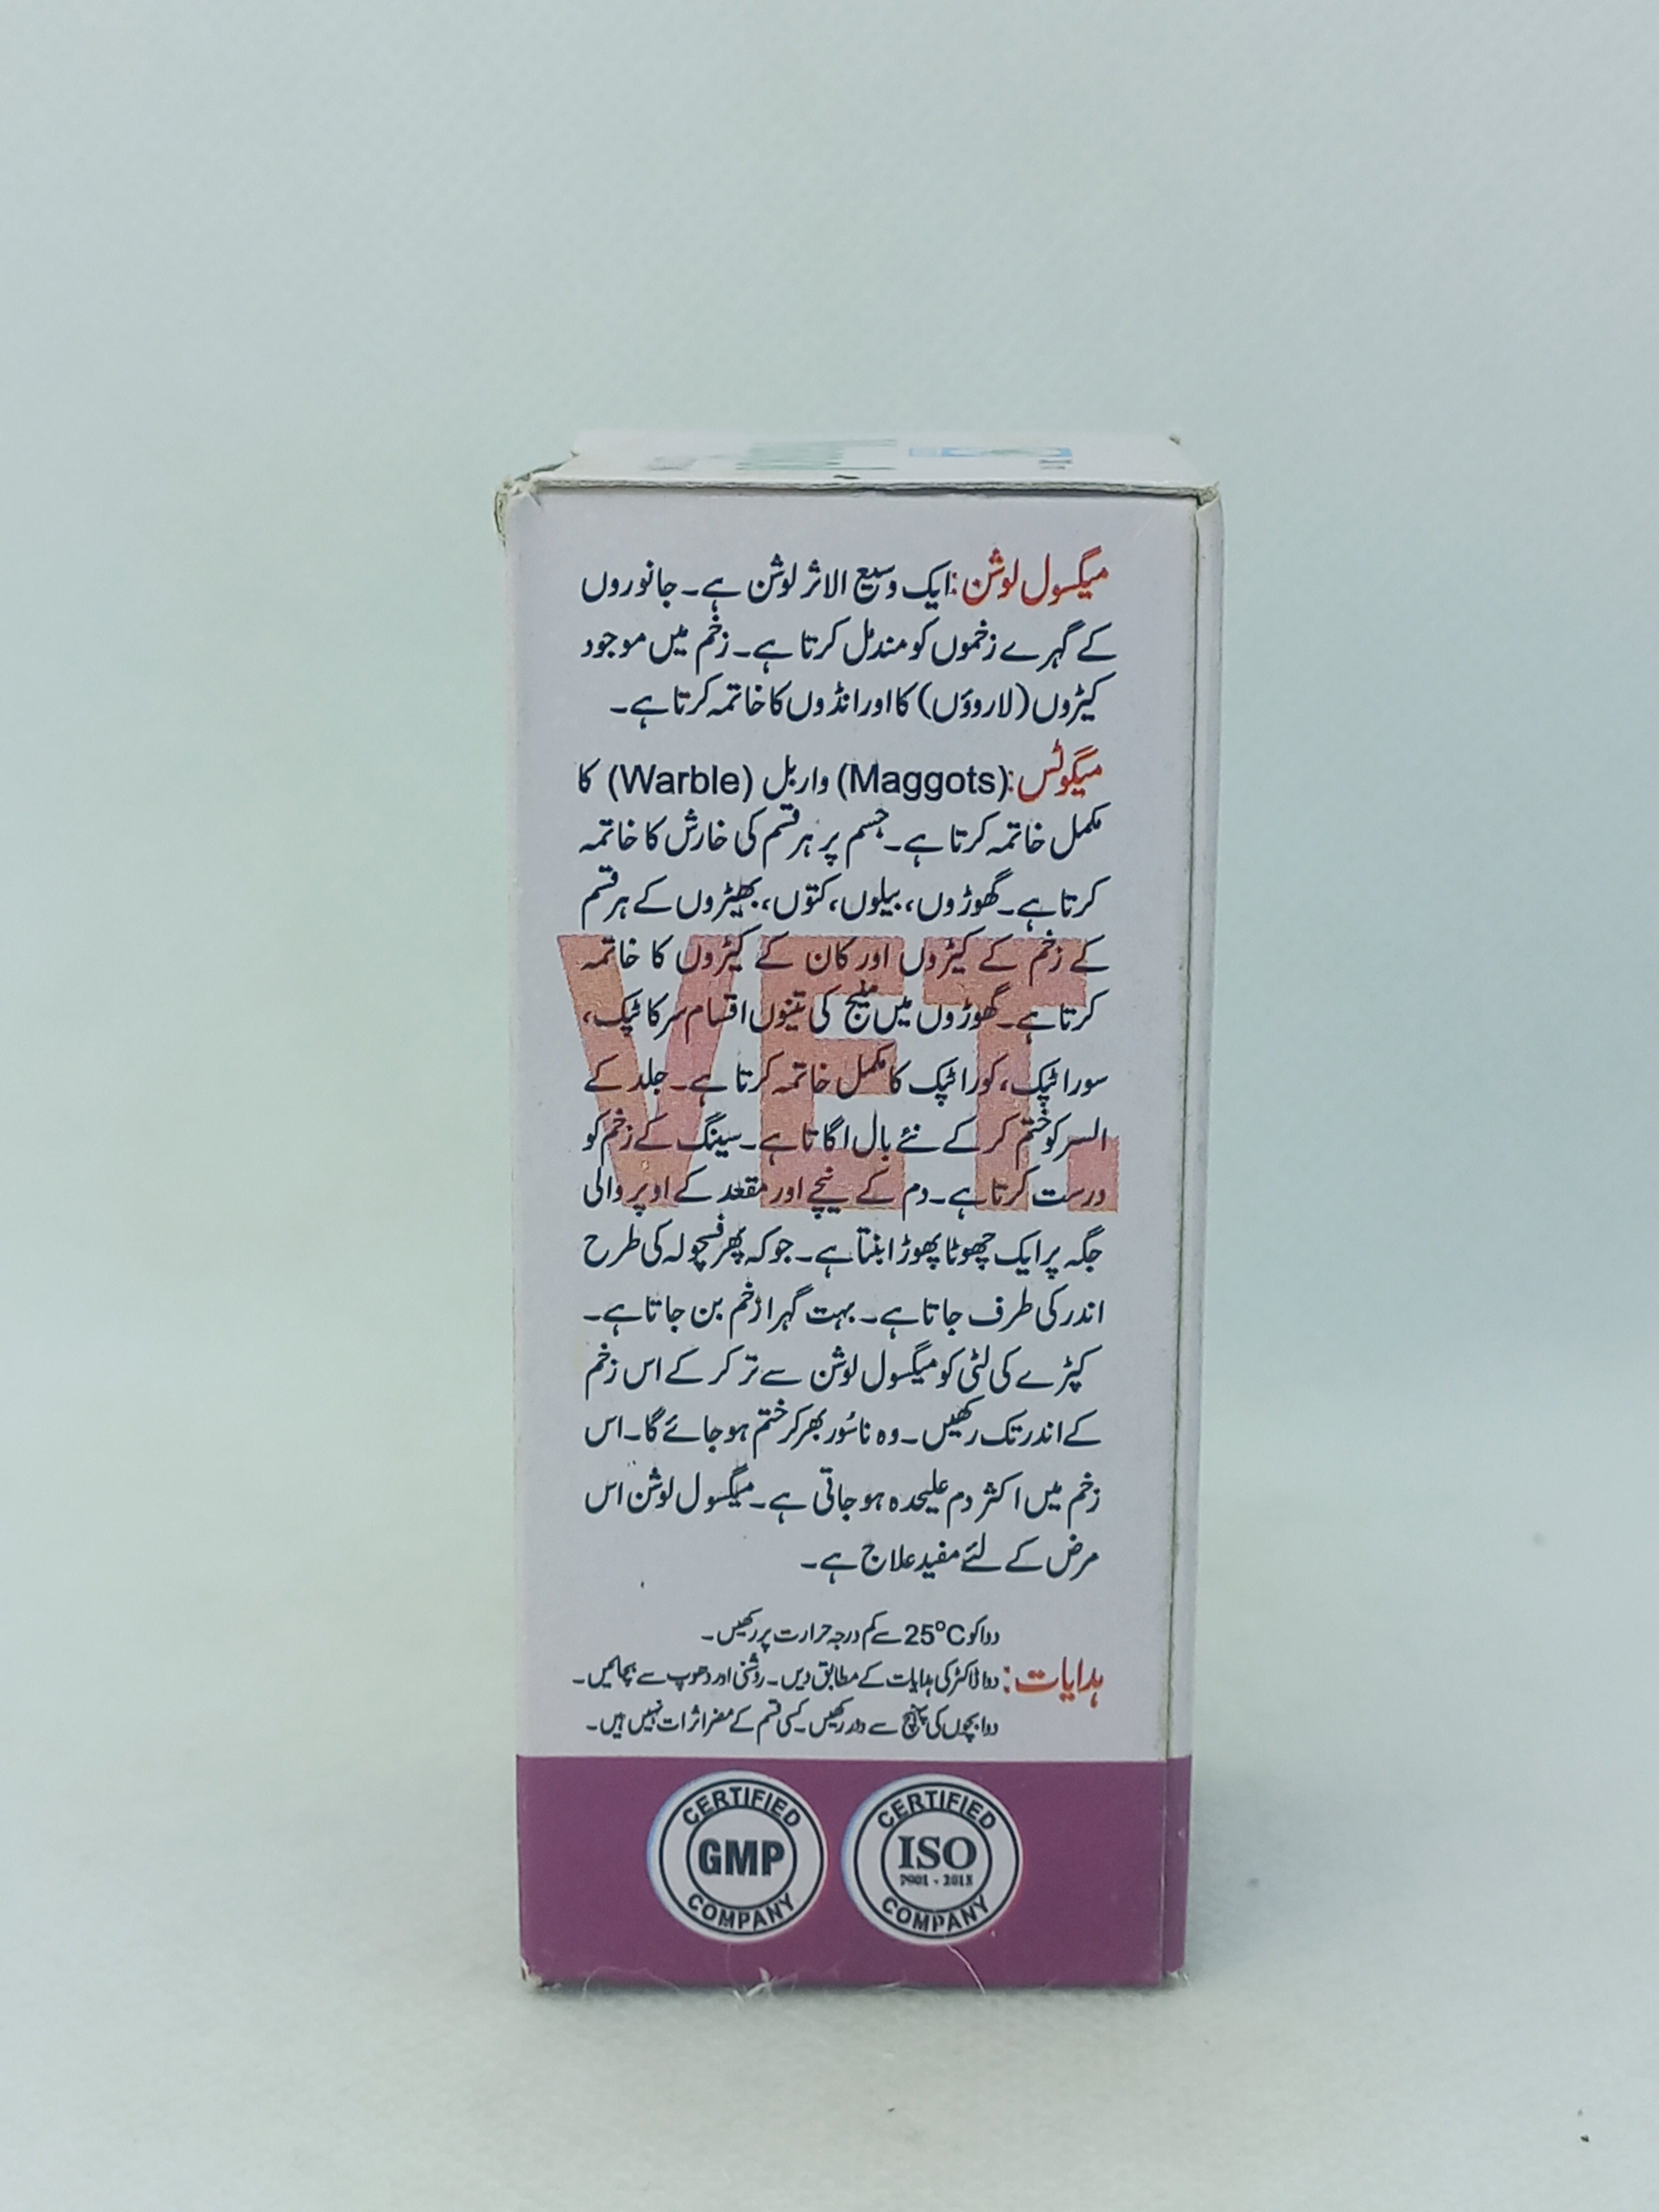 میگسول لوشن: ایک وسیع الاثر لوشن ہے۔ جانوروں
کے گہرے زخموں کو مندمل کرتا ہے۔ زخم میں موجود
کیڑوں (لاروؤں) کا اور انڈوں کا خاتمہ کرتا ہے۔
میگوٹس: (Maggots) واربل (Warble) کا
مکمل خاتمہ کرتا ہے۔ جسم پر ہر قسم کی خارش کا خاتمہ
کرتا ہے۔ گھوڑوں، بیلوں، کتوں، بھیڑوں کے ہر قسم
کے زخم کے کیڑوں اور کان کے کیڑوں کا خاتمہ
کرتا ہے۔ گھوڑوں میں مینج کی تینوں اقسام سرکاٹپک،
سوراٹپک، کوراٹپک کا مکمل خاتمہ کرتا ہے۔ جلد کے
السر کو ختم کر کے نئے بال اگاتا ہے۔ سینگ کے زخم کو
درست کرتا ہے۔ دم کے نیچے اور مقعد کے اوپر والی
جگہ پر ایک چھوٹا پھوڑا بنتا ہے۔ جو کہ پھر فسچولہ کی طرح
اندر کی طرف جاتا ہے۔ بہت گہرا زخم بن جاتا ہے۔
کپڑے کی لٹی کو میگسول لوشن سے تر کر کے اس زخم
کے اندر تک رکھیں۔ وہ ناسُور بھر کر ختم ہو جائے گا۔ اس
زخم میں اکثر دم علیحدہ ہو جاتی ہے۔ میگسول لوشن اس
مرض کے لئے مفید علاج ہے۔
VET.
دوا کو 25°C سے کم درجہ حرارت پر رکھیں۔
ہدایات: دوا ڈاکٹر کی ہدایات کے مطابق دیں۔ روشنی اور دھوپ سے بچائیں۔
دوا بچوں کی پہنچ سے دور رکھیں۔ کسی قسم کے مضر اثرات نہیں ہیں۔
CERTIFIED GMP COMPANY
CERTIFIED ISO COMPANY